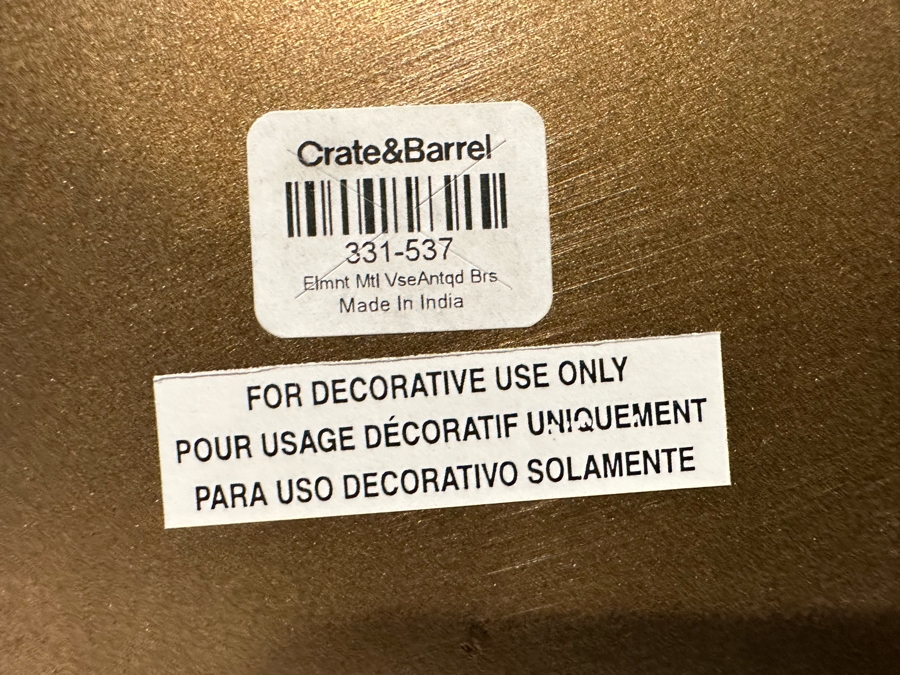 Crate&Barrel
331-537
Elmnt Mtl VseAntqd Brs
Made In India
FOR DECORATIVE USE ONLY
POUR USAGE DÉCORATIF UNIQUEMENT
PARA USO DECORATIVO SOLAMENTE